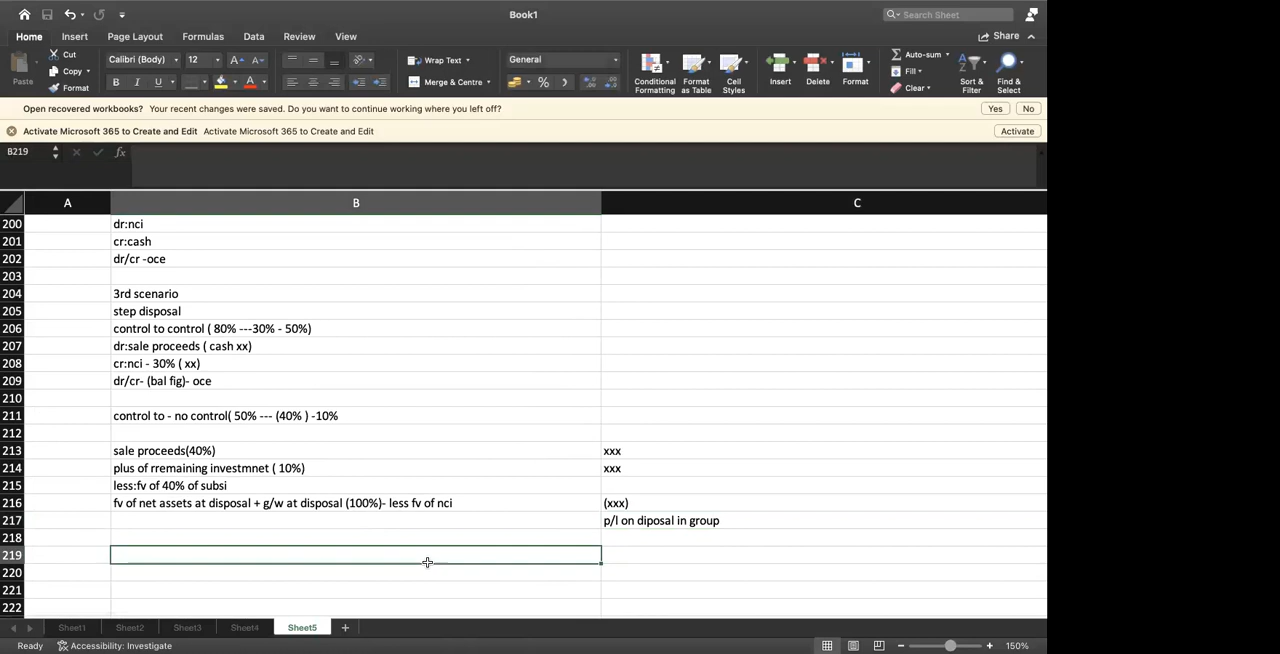 Book1
Search Sheet
Home Insert Page Layout Formulas Data Review View
Share
Paste
Cut
Copy
Format
Calibri (Body) 12
B I U
Wrap Text
Merge & Centre
General
Conditional Formatting
Format as Table
Cell Styles
Insert
Delete
Format
Auto-sum
Fill
Clear
Sort & Filter
Find & Select
Open recovered workbooks? Your recent changes were saved. Do you want to continue working where you left off? Yes No
Activate Microsoft 365 to Create and Edit Activate Microsoft 365 to Create and Edit Activate
B219 fx
A B C
200 dr:nci
201 cr:cash
202 dr/cr -oce
203
204 3rd scenario
205 step disposal
206 control to control ( 80% ---30% - 50%)
207 dr:sale proceeds ( cash xx)
208 cr:nci - 30% ( xx)
209 dr/cr- (bal fig)- oce
210
211 control to - no control( 50% --- (40% ) -10%
212
213 sale proceeds(40%) xxx
214 plus of rremaining investmnet ( 10%) xxx
215 less:fv of 40% of subsi
216 fv of net assets at disposal + g/w at disposal (100%)- less fv of nci (xxx)
217 p/l on diposal in group
218
219
220
221
222
Sheet1 Sheet2 Sheet3 Sheet4 Sheet5 +
Ready Accessibility: Investigate 150%